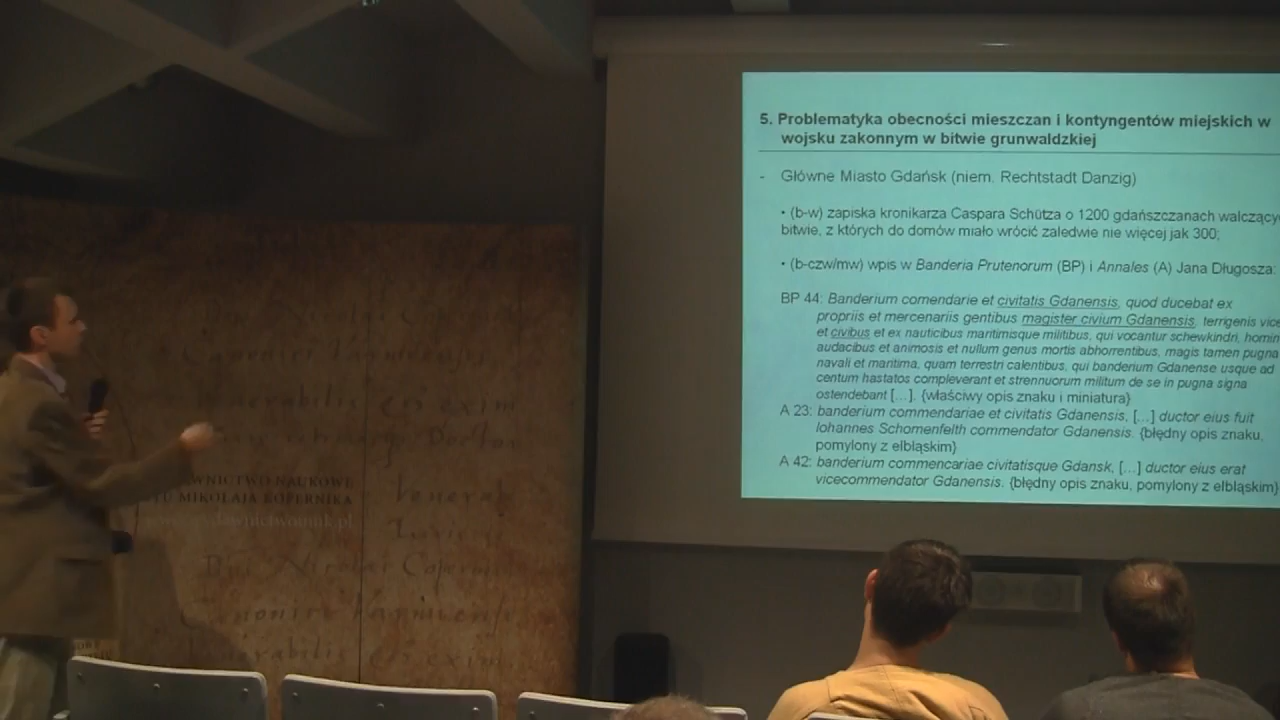 5. Problematyka obecności mieszczan i kontyngentów miejskich w
wojsku zakonnym w bitwie grunwaldzkiej
- Główne Miasto Gdańsk (niem. Rechtstadt Danzig)
• (b-w) zapiska kronikarza Caspara Schütza o 1200 gdańszczanach walczący
bitwie, z których do domów miało wrócić zaledwie nie więcej jak 300;
• (b-czw/mw) wpis w Banderia Prutenorum (BP) i Annales (A) Jana Długosza:
BP 44: Banderium comendarie et civitatis Gdanensis, quod ducebat ex
propriis et mercenariis gentibus magister civium Gdanensis, terrigenis
et civibus et ex nauticibus maritimisque militibus, qui vocantur schewkindri, homin
audacibus et animosis et nullum genus mortis abhorrentibus, magis tamen pugna
navali et maritima, quam terrestri calentibus, qui banderium Gdanense usque ad
centum hastatos compleverant et strennuorum militum de se in pugna signa
ostendebant [...]. {właściwy opis znaku i miniatura}
A 23: banderium commendariae et civitatis Gdanensis, [...] ductor eius fuit
Iohannes Schomenfelth commendator Gdanensis. {błędny opis znaku,
pomylony z elbląskim}
A 42: banderium commencariae civitatisque Gdansk, [...] ductor eius erat
vicecommendator Gdanensis. {błędny opis znaku, pomylony z elbląskim}
WNICTWO NAUKOWE
MIKOŁAJA KOPERNIKA